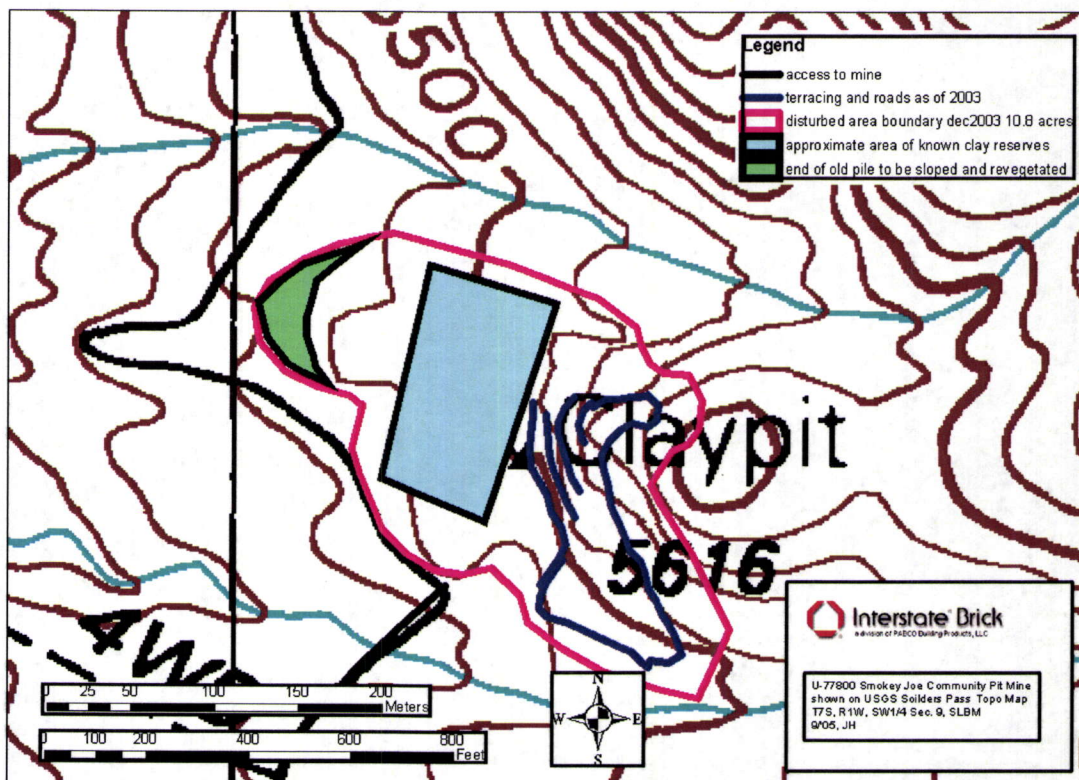 500
Legend
access to mine
terracing and roads as of 2003
disturbed area boundary dec2003 10.8 acres
approximate area of known clay reserves
end of old pile to be sloped and revegetated
Claypit
5616
Interstate Brick
a division of PABCO Building Products, LLC
U-77800 Smokey Joe Community Pit Mine
shown on USGS Soilders Pass Topo Map
T7S, R1W, SW1/4 Sec. 9, SLBM
9/05, JH
0 25 50 100 150 200
Meters
0 100 200 400 600 800
Feet
N
W E
S